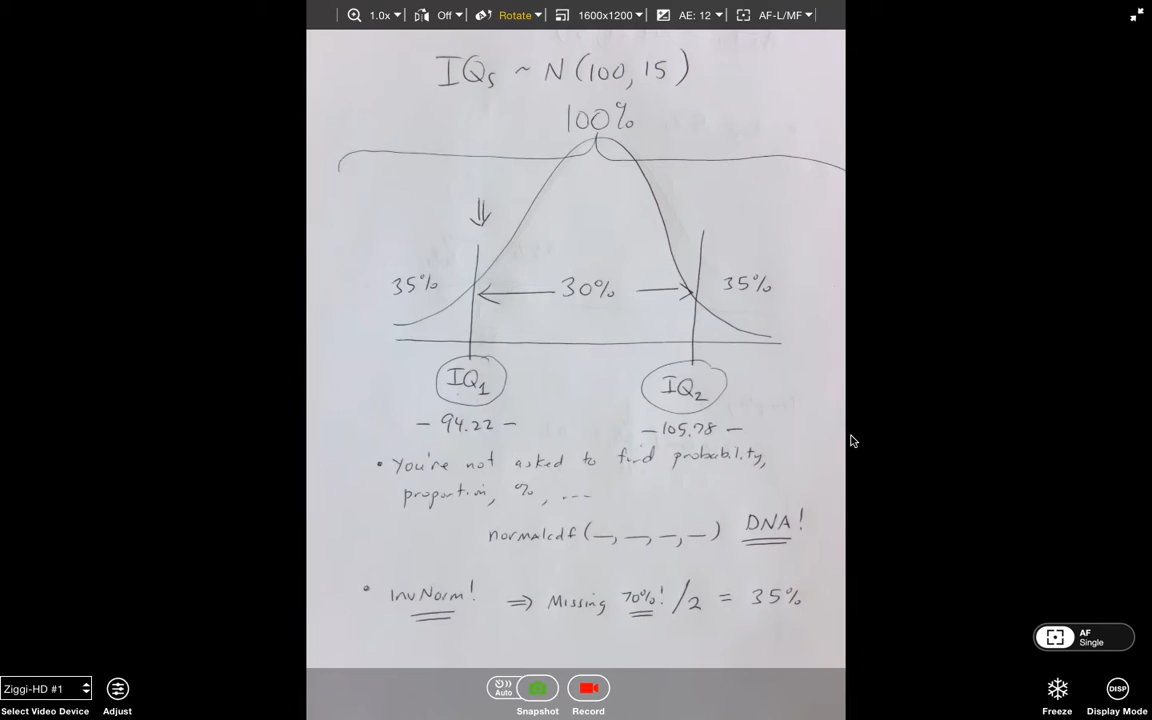 1.0x Off Rotate 1600x1200 AE: 12 AF-L/MF
IQs ~ N(100, 15)
100%
35% 30% 35%
IQ1 IQ2
- 94.22 - - 105.78 -
• You're not asked to find probability,
proportion, %, ---
normalcdf(—, —, —, —) DNA!
• InvNorm! ⇒ Missing 70%! /2 = 35%
AF
Single
Ziggi-HD #1
Auto
Select Video Device Adjust Snapshot Record Freeze Display Mode
DISP